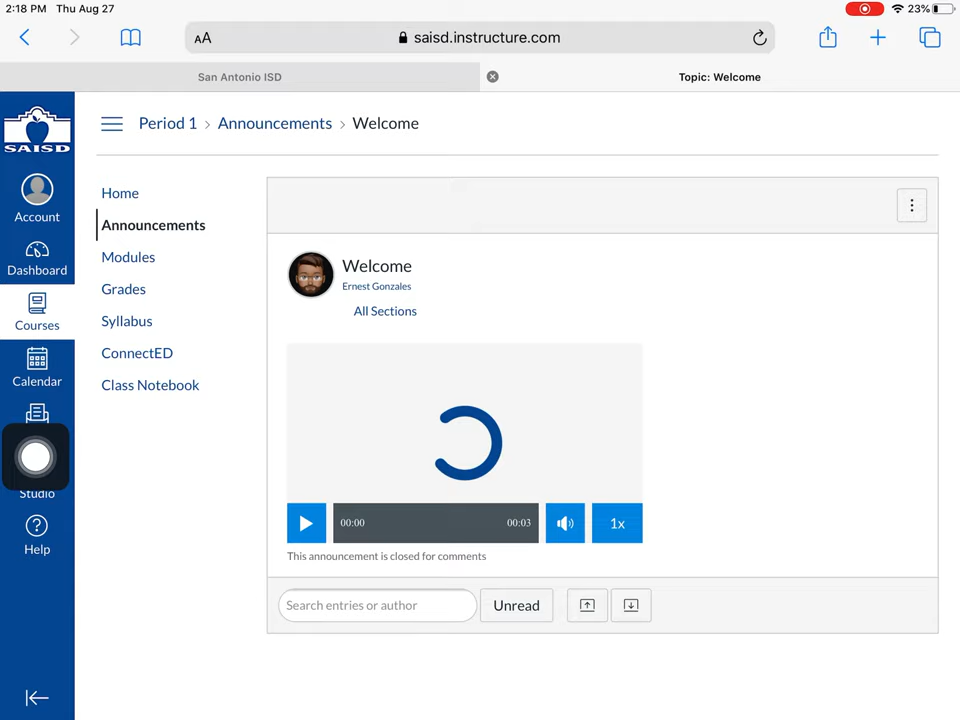 2:18 PM Thu Aug 27
23%
AA
saisd.instructure.com
San Antonio ISD
Topic: Welcome
SAISD
Period 1 > Announcements > Welcome
Account
Dashboard
Courses
Calendar
Studio
Help
Home
Announcements
Modules
Grades
Syllabus
ConnectED
Class Notebook
Welcome
Ernest Gonzales
All Sections
00:00
00:03
1x
This announcement is closed for comments
Search entries or author
Unread